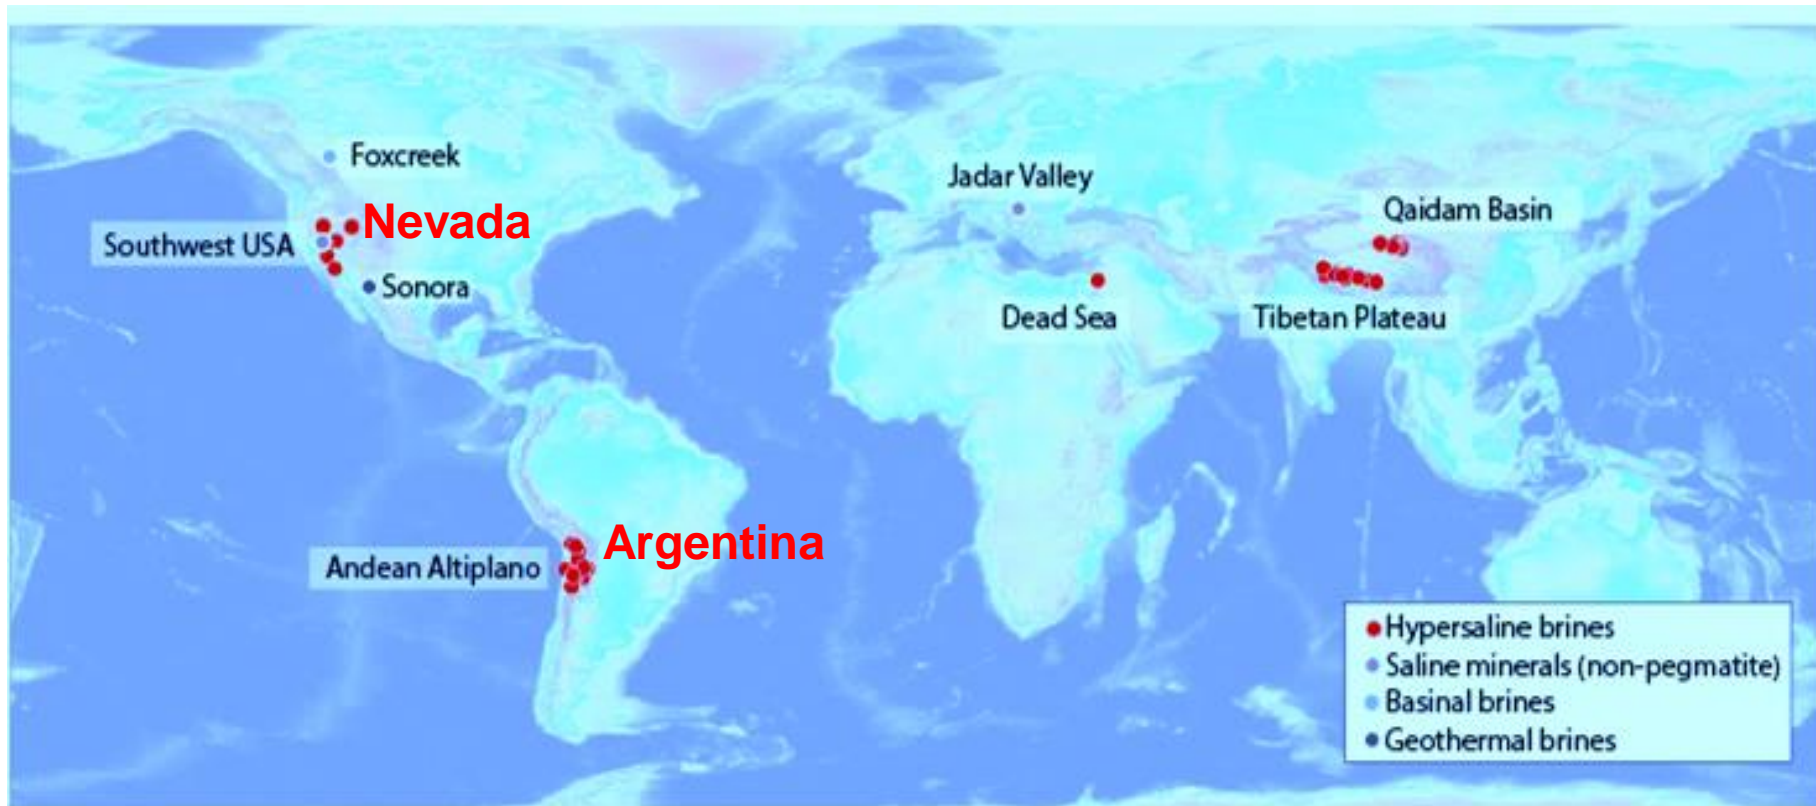 Foxcreek
Jadar Valley
Nevada
Qaidam Basin
Southwest USA
Sonora
Dead Sea
Tibetan Plateau
Argentina
Andean Altiplano
Hypersaline brines
Saline minerals (non-pegmatite)
Basinal brines
Geothermal brines